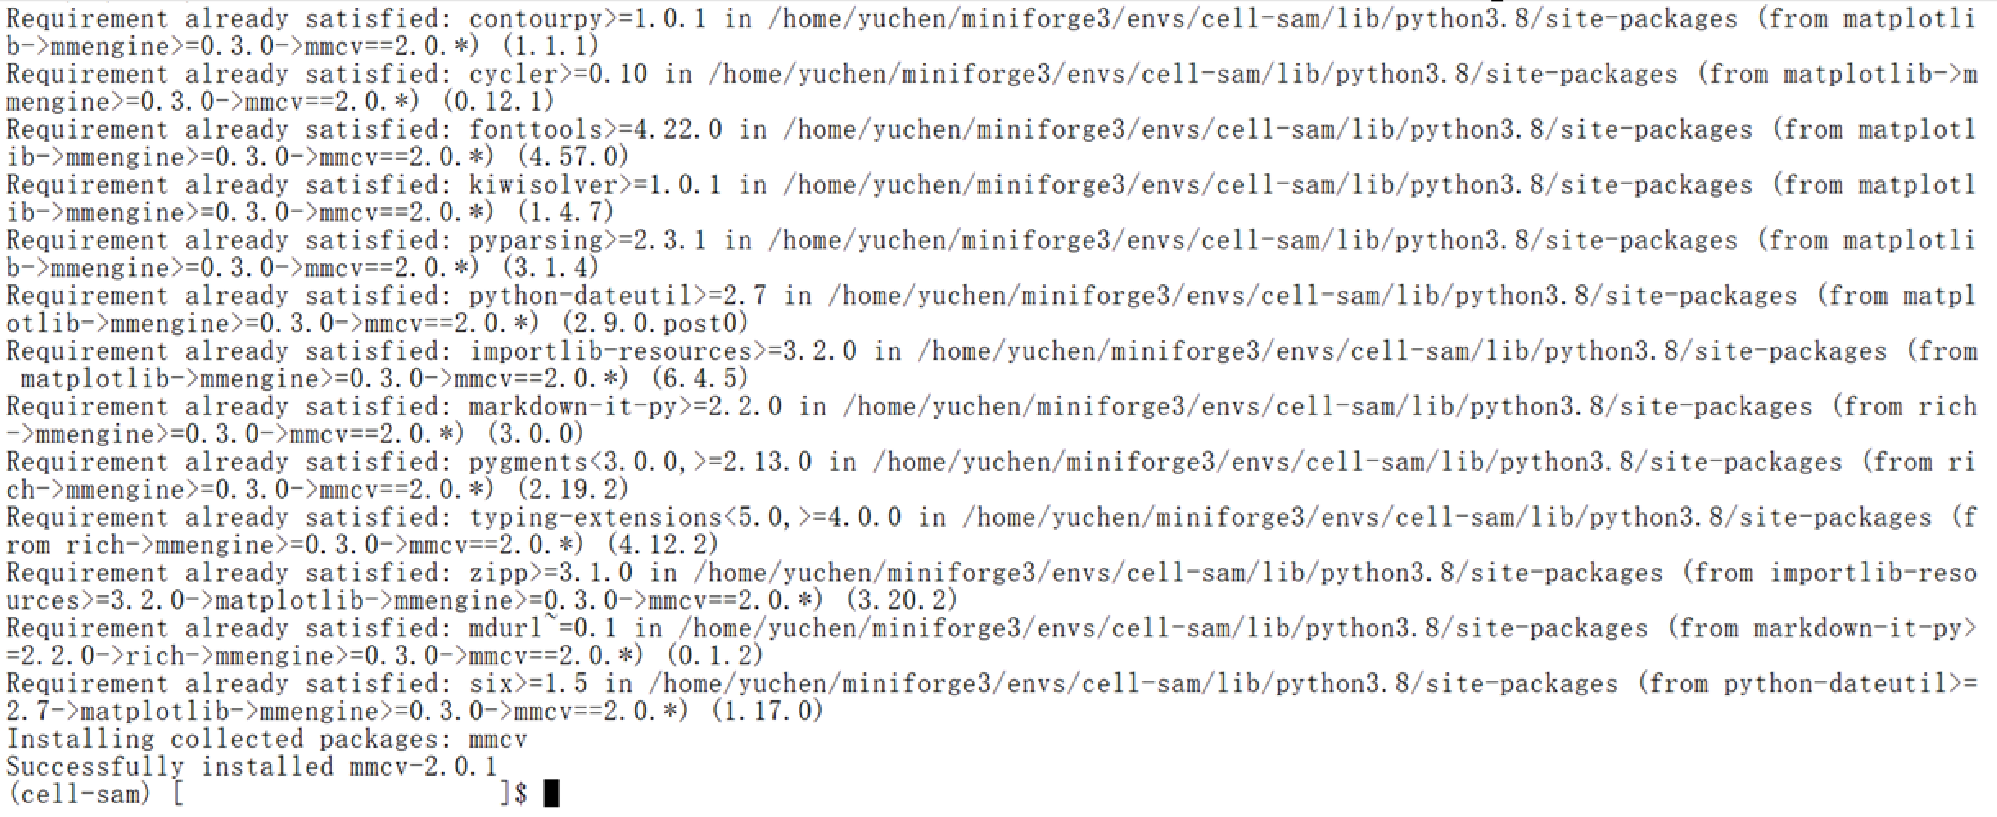 Requirement already satisfied: contourpy>=1.0.1 in /home/yuchen/miniforge3/envs/cell-sam/lib/python3.8/site-packages (from matplotli
b->mmengine>=0.3.0->mmcv==2.0.*) (1.1.1)
Requirement already satisfied: cycler>=0.10 in /home/yuchen/miniforge3/envs/cell-sam/lib/python3.8/site-packages (from matplotlib->m
mengine>=0.3.0->mmcv==2.0.*) (0.12.1)
Requirement already satisfied: fonttools>=4.22.0 in /home/yuchen/miniforge3/envs/cell-sam/lib/python3.8/site-packages (from matplotl
ib->mmengine>=0.3.0->mmcv==2.0.*) (4.57.0)
Requirement already satisfied: kiwisolver>=1.0.1 in /home/yuchen/miniforge3/envs/cell-sam/lib/python3.8/site-packages (from matplotl
ib->mmengine>=0.3.0->mmcv==2.0.*) (1.4.7)
Requirement already satisfied: pyparsing>=2.3.1 in /home/yuchen/miniforge3/envs/cell-sam/lib/python3.8/site-packages (from matplotli
b->mmengine>=0.3.0->mmcv==2.0.*) (3.1.4)
Requirement already satisfied: python-dateutil>=2.7 in /home/yuchen/miniforge3/envs/cell-sam/lib/python3.8/site-packages (from matpl
otlib->mmengine>=0.3.0->mmcv==2.0.*) (2.9.0.post0)
Requirement already satisfied: importlib-resources>=3.2.0 in /home/yuchen/miniforge3/envs/cell-sam/lib/python3.8/site-packages (from
 matplotlib->mmengine>=0.3.0->mmcv==2.0.*) (6.4.5)
Requirement already satisfied: markdown-it-py>=2.2.0 in /home/yuchen/miniforge3/envs/cell-sam/lib/python3.8/site-packages (from rich
->mmengine>=0.3.0->mmcv==2.0.*) (3.0.0)
Requirement already satisfied: pygments<3.0.0,>=2.13.0 in /home/yuchen/miniforge3/envs/cell-sam/lib/python3.8/site-packages (from ri
ch->mmengine>=0.3.0->mmcv==2.0.*) (2.19.2)
Requirement already satisfied: typing-extensions<5.0,>=4.0.0 in /home/yuchen/miniforge3/envs/cell-sam/lib/python3.8/site-packages (f
rom rich->mmengine>=0.3.0->mmcv==2.0.*) (4.12.2)
Requirement already satisfied: zipp>=3.1.0 in /home/yuchen/miniforge3/envs/cell-sam/lib/python3.8/site-packages (from importlib-reso
urces>=3.2.0->matplotlib->mmengine>=0.3.0->mmcv==2.0.*) (3.20.2)
Requirement already satisfied: mdurl~=0.1 in /home/yuchen/miniforge3/envs/cell-sam/lib/python3.8/site-packages (from markdown-it-py>
=2.2.0->rich->mmengine>=0.3.0->mmcv==2.0.*) (0.1.2)
Requirement already satisfied: six>=1.5 in /home/yuchen/miniforge3/envs/cell-sam/lib/python3.8/site-packages (from python-dateutil>=
2.7->matplotlib->mmengine>=0.3.0->mmcv==2.0.*) (1.17.0)
Installing collected packages: mmcv
Successfully installed mmcv-2.0.1
(cell-sam) [                      ]$